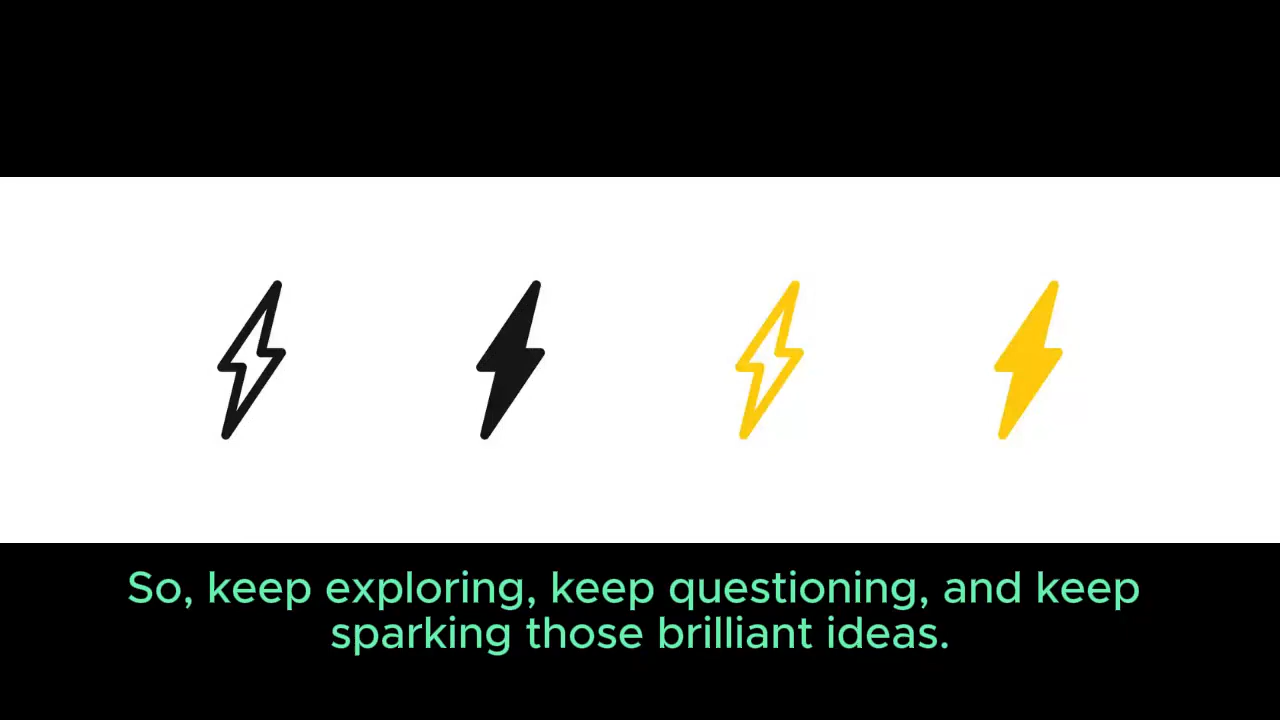 So, keep exploring, keep questioning, and keep
sparking those brilliant ideas.